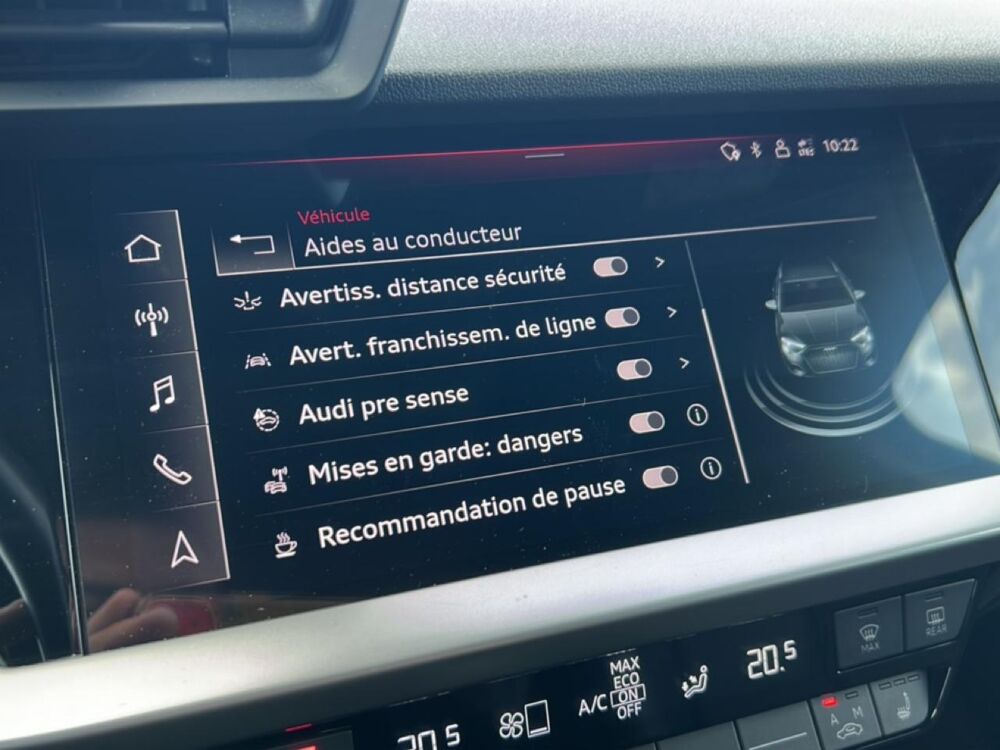 10:22
Véhicule
Aides au conducteur
Avertiss. distance sécurité
Avert. franchissem. de ligne
Audi pre sense
Mises en garde: dangers
Recommandation de pause
MAX
REAR
20.5
MAX
ECO
A/C ON
OFF
20.5
A M